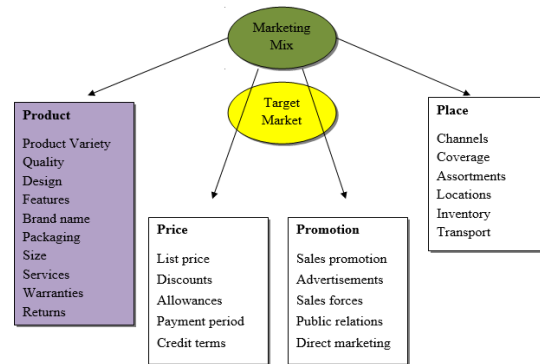 Marketing
Mix
Target
Market
Product
Product Variety
Quality
Design
Features
Brand name
Packaging
Size
Services
Warranties
Returns
Price
List price
Discounts
Allowances
Payment period
Credit terms
Promotion
Sales promotion
Advertisements
Sales forces
Public relations
Direct marketing
Place
Channels
Coverage
Assortments
Locations
Inventory
Transport